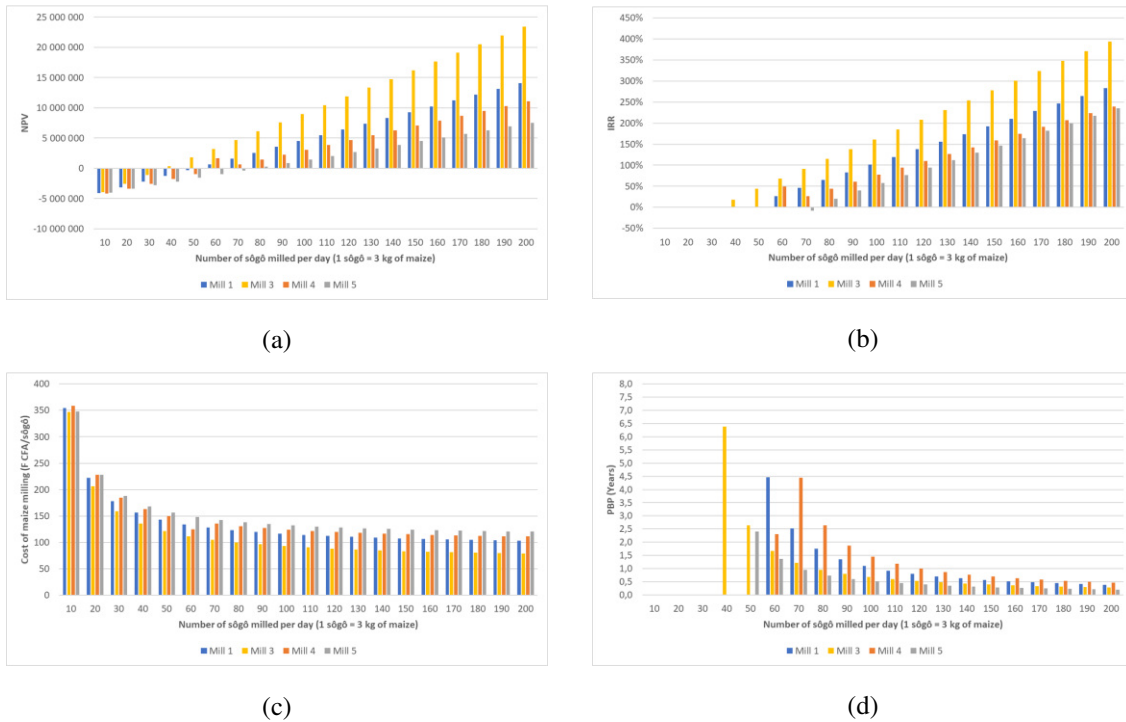 25 000 000
20 000 000
15 000 000
10 000 000
5 000 000
0
-5 000 000
-10 000 000
NPV
10 20 30 40 50 60 70 80 90 100 110 120 130 140 150 160 170 180 190 200
Number of sôgô milled per day (1 sôgô = 3 kg of maize)
Mill 1 Mill 3 Mill 4 Mill 5
(a)
450%
400%
350%
300%
250%
200%
150%
100%
50%
0%
-50%
IRR
10 20 30 40 50 60 70 80 90 100 110 120 130 140 150 160 170 180 190 200
Number of sôgô milled per day (1 sôgô = 3 kg of maize)
Mill 1 Mill 3 Mill 4 Mill 5
(b)
400
350
300
250
200
150
100
50
0
Cost of maize milling (F CFA/sôgô)
10 20 30 40 50 60 70 80 90 100 110 120 130 140 150 160 170 180 190 200
Number of sôgô milled per day (1 sôgô = 3 kg of maize)
Mill 1 Mill 3 Mill 4 Mill 5
(c)
8,0
7,5
7,0
6,5
6,0
5,5
5,0
4,5
4,0
3,5
3,0
2,5
2,0
1,5
1,0
0,5
0,0
PBP (Years)
10 20 30 40 50 60 70 80 90 100 110 120 130 140 150 160 170 180 190 200
Number of sôgô milled per day (1 sôgô = 3 kg of maize)
Mill 1 Mill 3 Mill 4 Mill 5
(d)